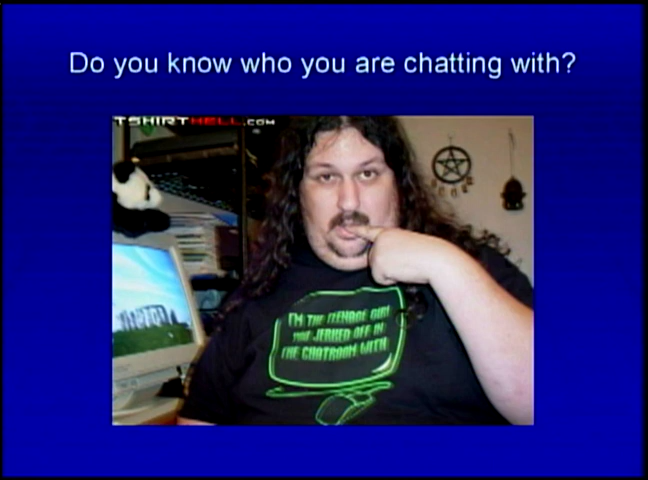 Do you know who you are chatting with?
TSHIRTHELL.COM
I'M THE TEENAGE GIRL
YOU JERKED OFF IN
THE CHATROOM WITH